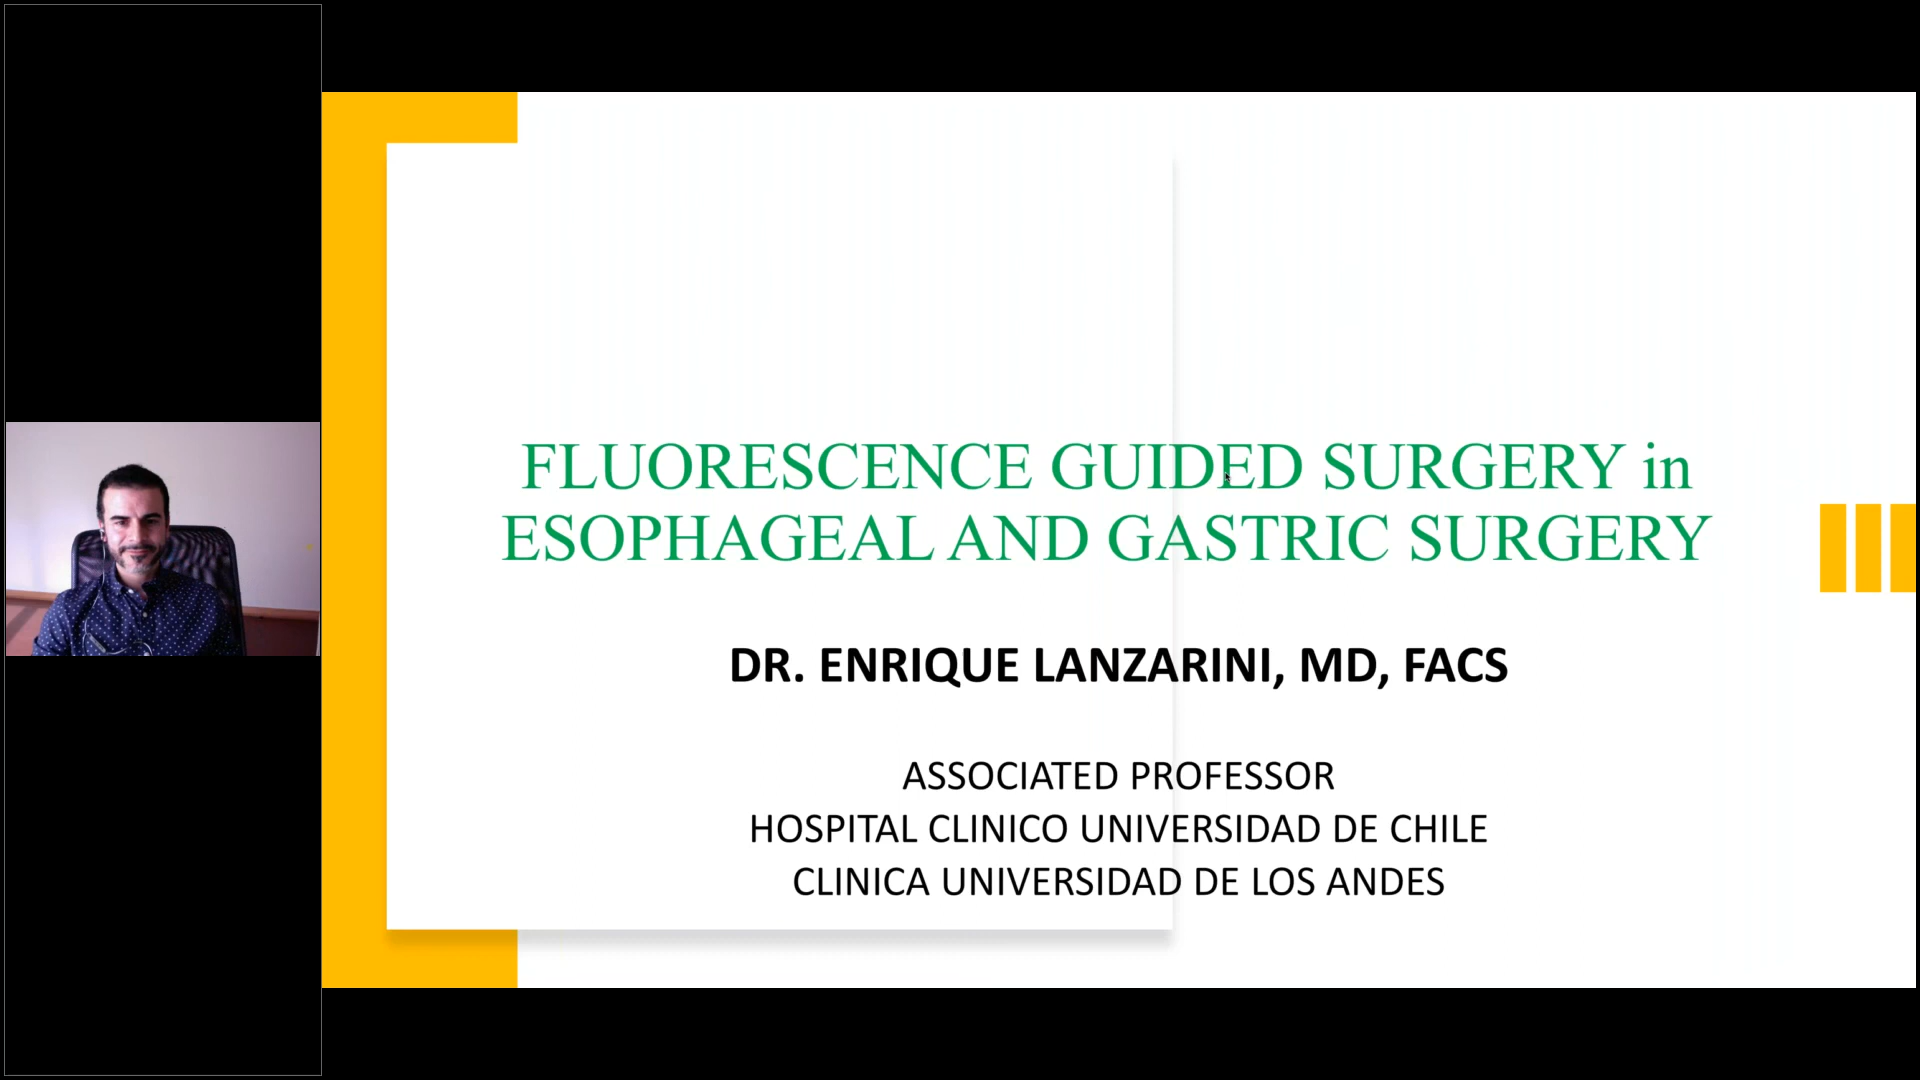 FLUORESCENCE GUIDED SURGERY in
ESOPHAGEAL AND GASTRIC SURGERY
DR. ENRIQUE LANZARINI, MD, FACS
ASSOCIATED PROFESSOR
HOSPITAL CLINICO UNIVERSIDAD DE CHILE
CLINICA UNIVERSIDAD DE LOS ANDES